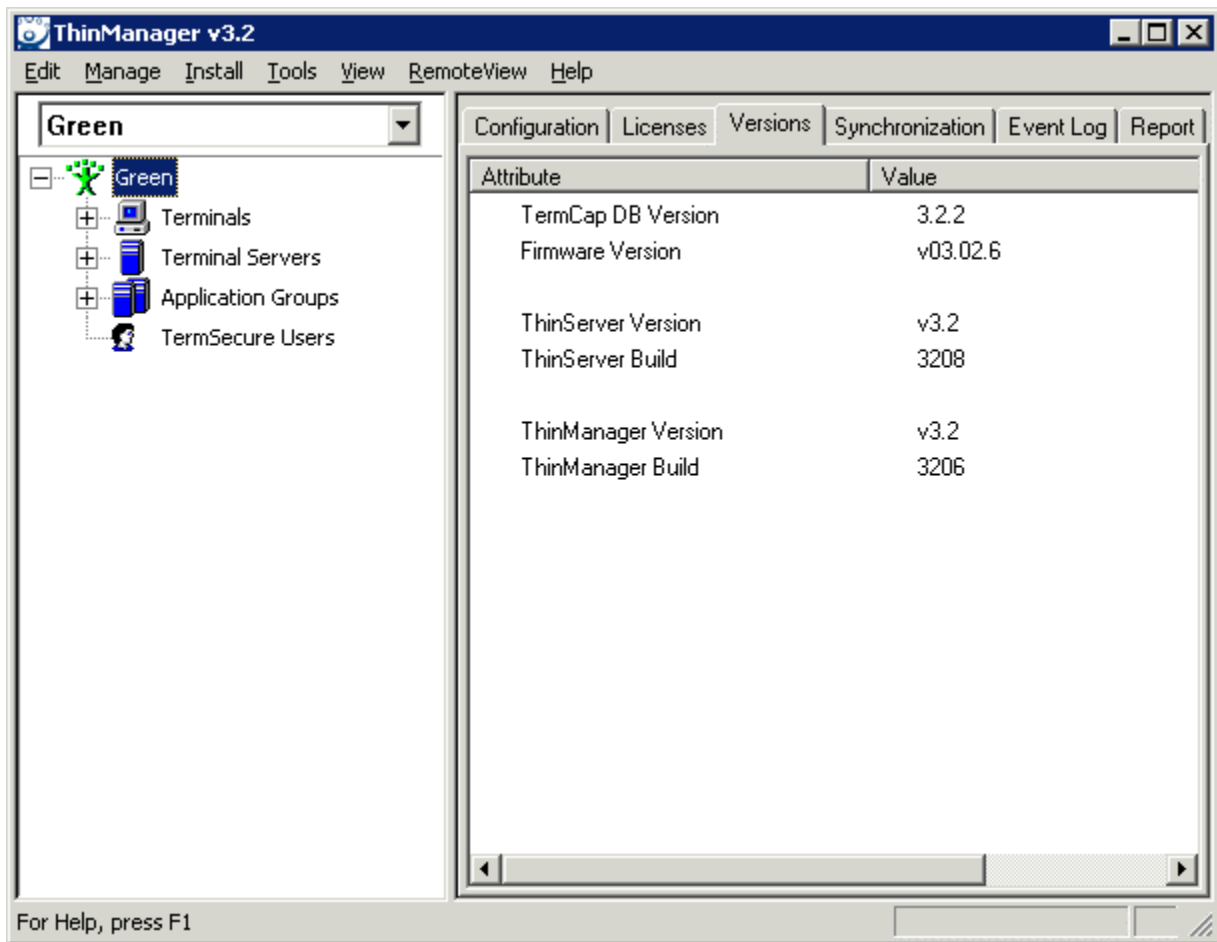 ThinManager v3.2
Edit Manage Install Tools View RemoteView Help
Green
Green
Terminals
Terminal Servers
Application Groups
TermSecure Users
Configuration Licenses Versions Synchronization Event Log Report
Attribute Value
TermCap DB Version 3.2.2
Firmware Version v03.02.6
ThinServer Version v3.2
ThinServer Build 3208
ThinManager Version v3.2
ThinManager Build 3206
For Help, press F1